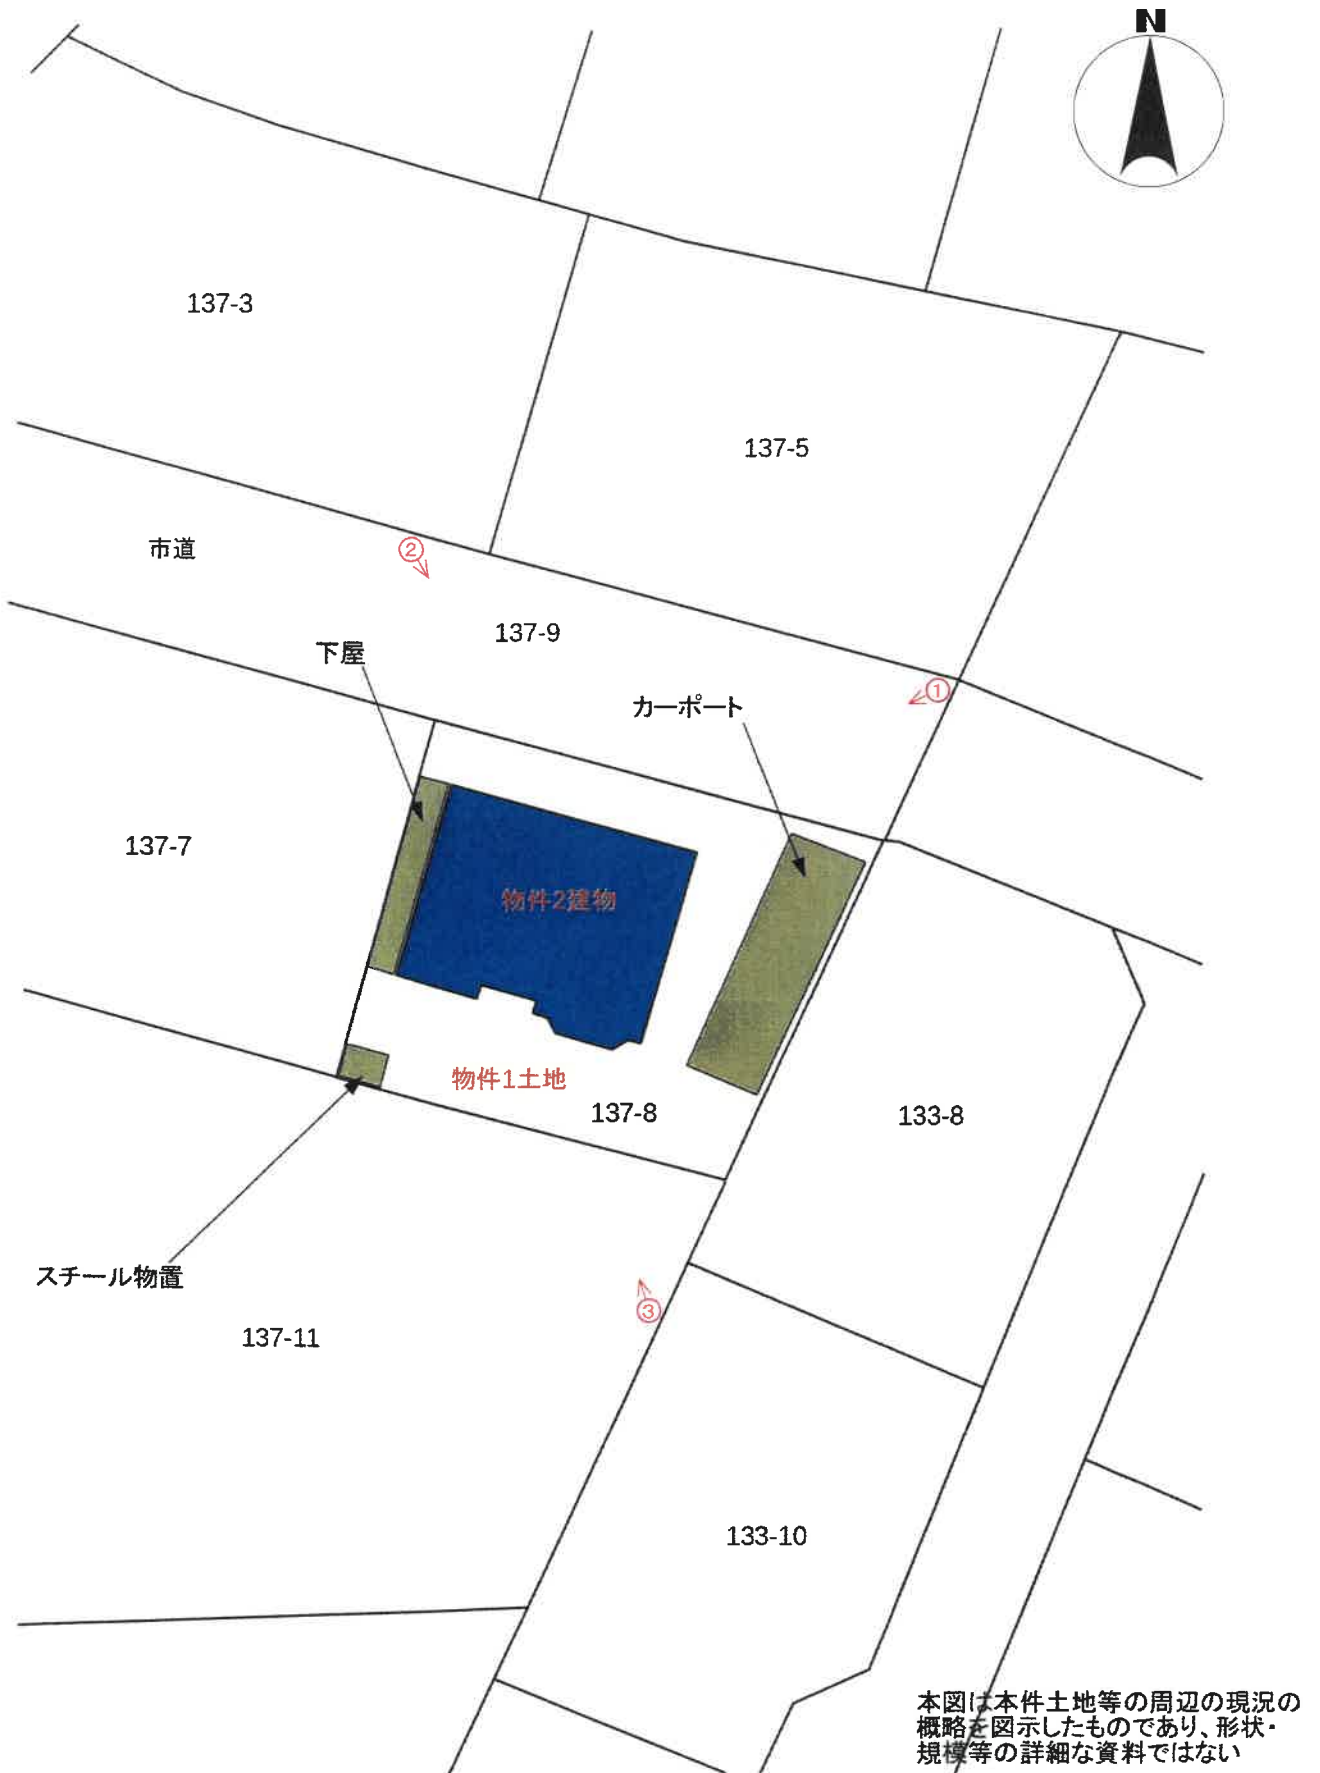 N
137-3
137-5
市道
②
137-9
下屋
①
カーポート
137-7
物件2建物
物件1土地
137-8
133-8
スチール物置
③
137-11
133-10
本図は本件土地等の周辺の現況の
概略を図示したものであり、形状・
規模等の詳細な資料ではない